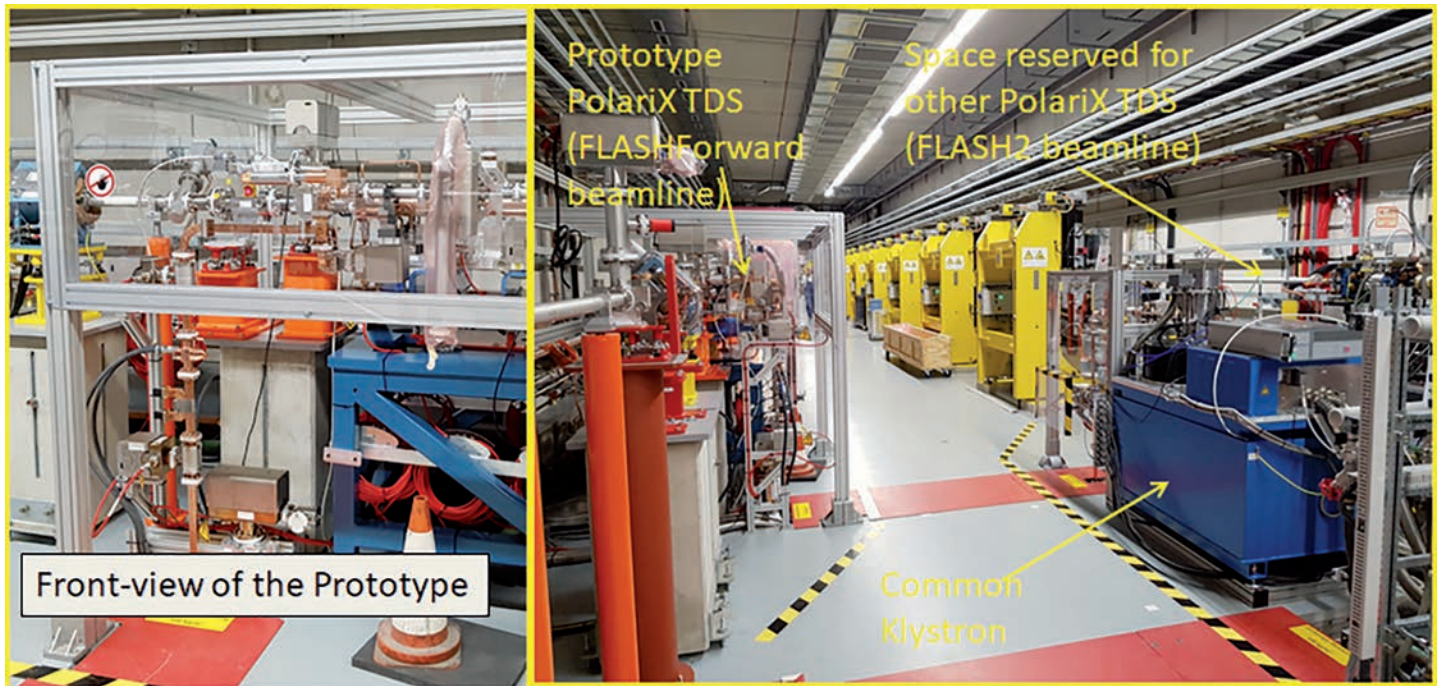 Front-view of the Prototype
Prototype
PolariX TDS
(FLASHForward
beamline)
Space reserved for
other PolariX TDS
(FLASH2 beamline)
Common
Klystron